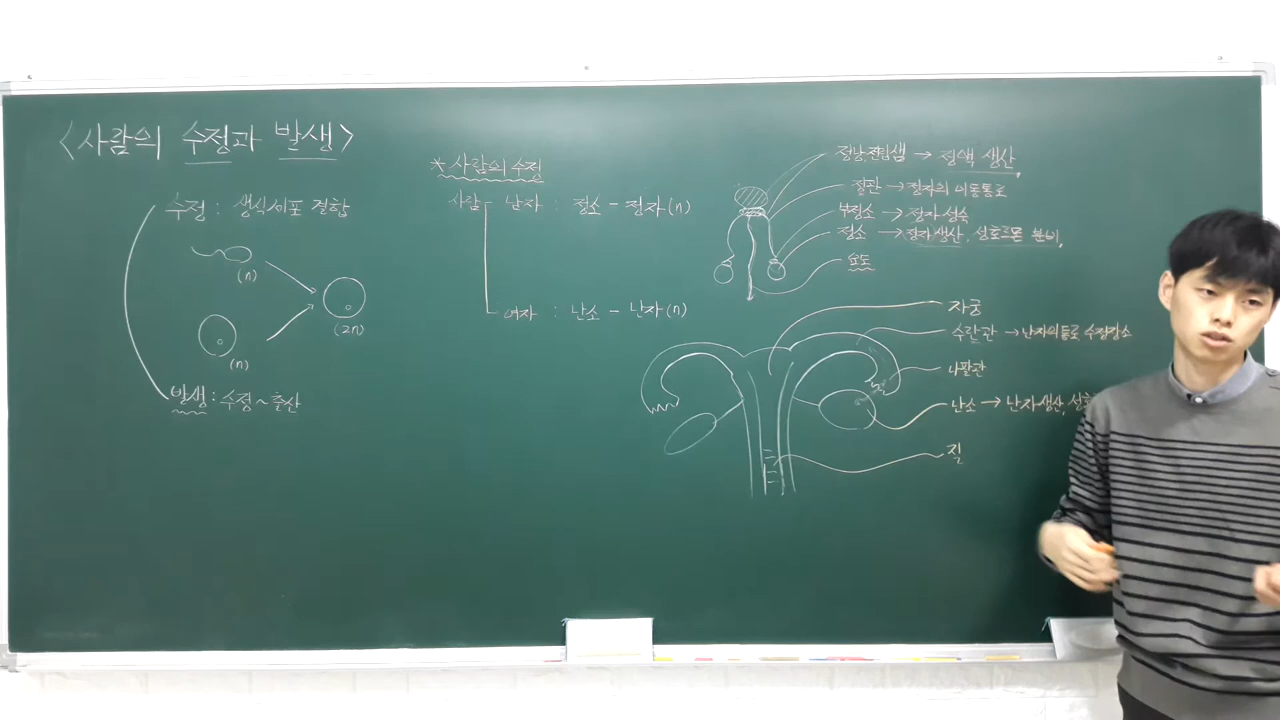 <사람의 수정과 발생>
수정 : 생식세포 결합
(n)
(n)
(2n)
발생 : 수정~출산
* 사람의 수정
사람 남자 : 정소 - 정자(n)
여자 : 난소 - 난자(n)
정낭,전립샘 → 정액 생산
정관 → 정자의 이동통로
부정소 → 정자 성숙
정소 → 정자 생산, 성호르몬 분비
요도
자궁
수란관 → 난자의 통로, 수정장소
나팔관
난소 → 난자 생산, 성호
질